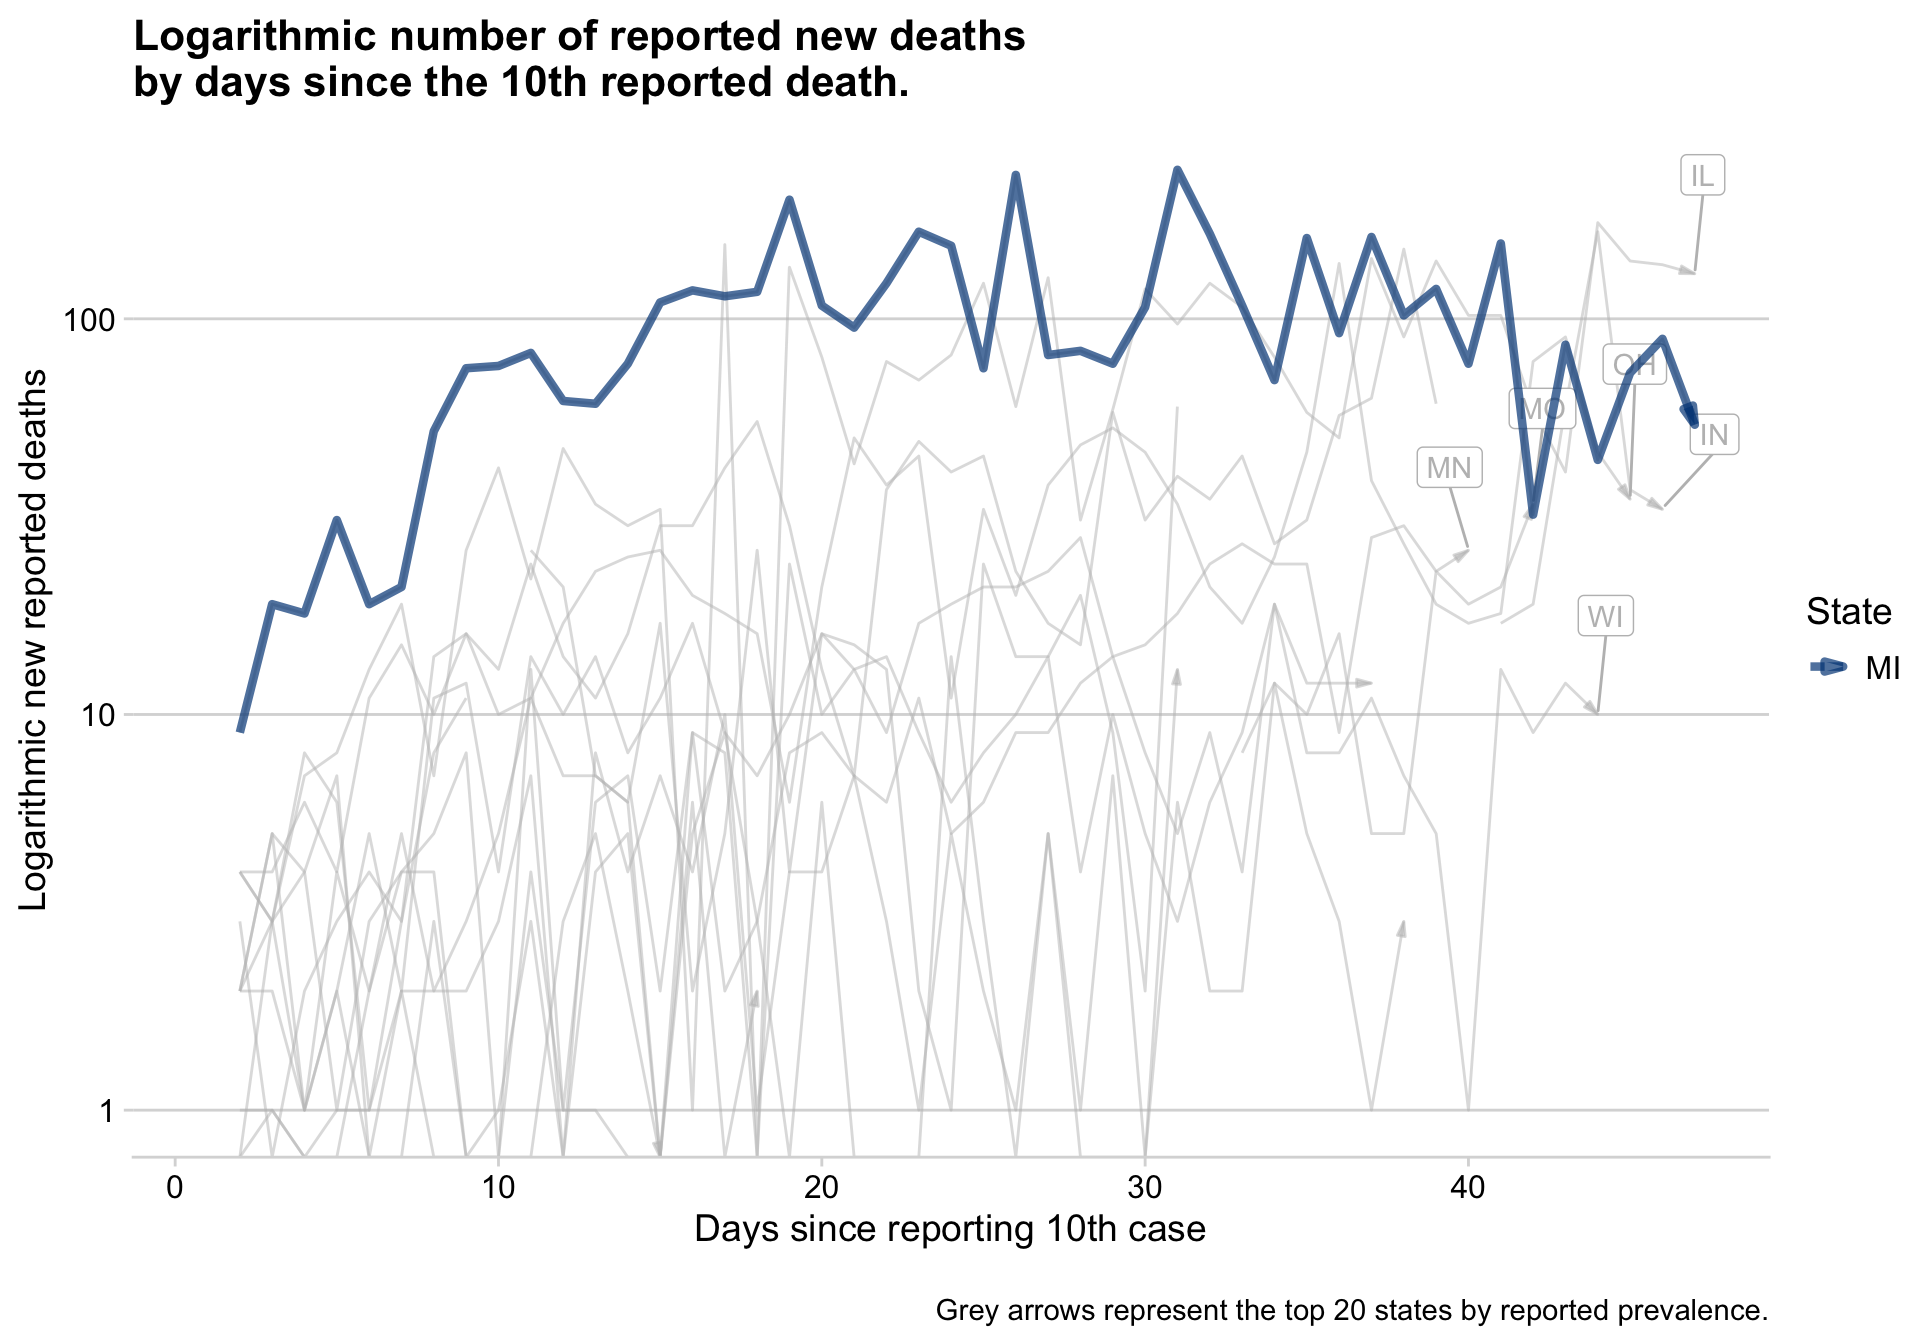 Logarithmic number of reported new deaths
by days since the 10th reported death.
IL
100
OH
MO
IN
MN
WI
State
MI
10
1
Logarithmic new reported deaths
0 10 20 30 40
Days since reporting 10th case
Grey arrows represent the top 20 states by reported prevalence.